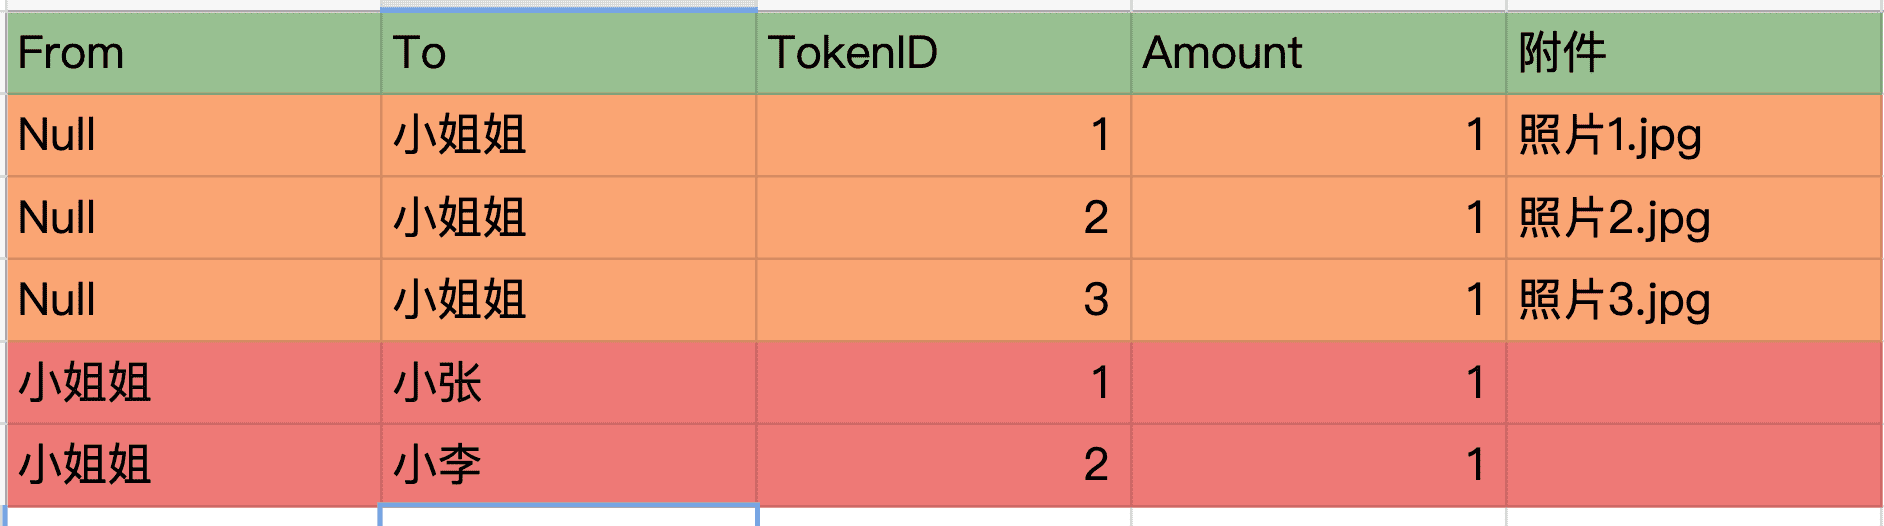 From To TokenID Amount 附件
Null 小姐姐 1 1 照片1.jpg
Null 小姐姐 2 1 照片2.jpg
Null 小姐姐 3 1 照片3.jpg
小姐姐 小张 1 1
小姐姐 小李 2 1